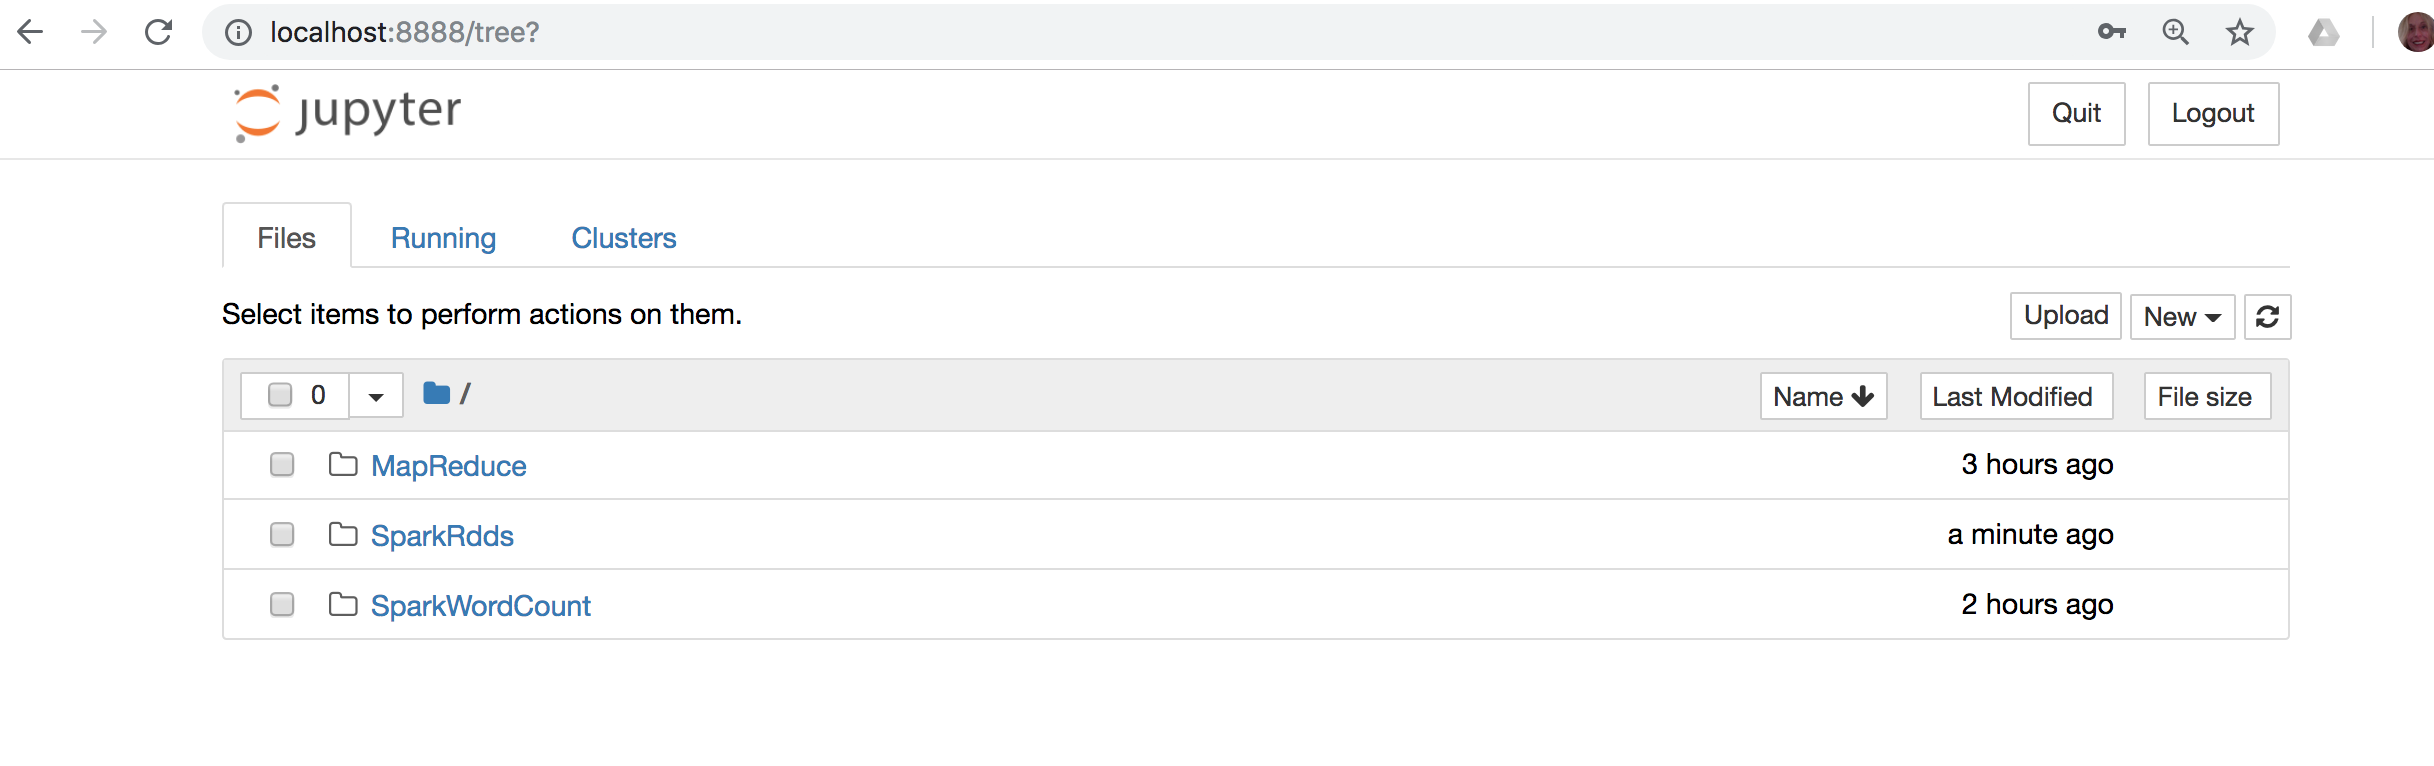 localhost:8888/tree?
jupyter
Quit Logout
Files Running Clusters
Select items to perform actions on them.
Upload New
0 / Name Last Modified File size
MapReduce 3 hours ago
SparkRdds a minute ago
SparkWordCount 2 hours ago